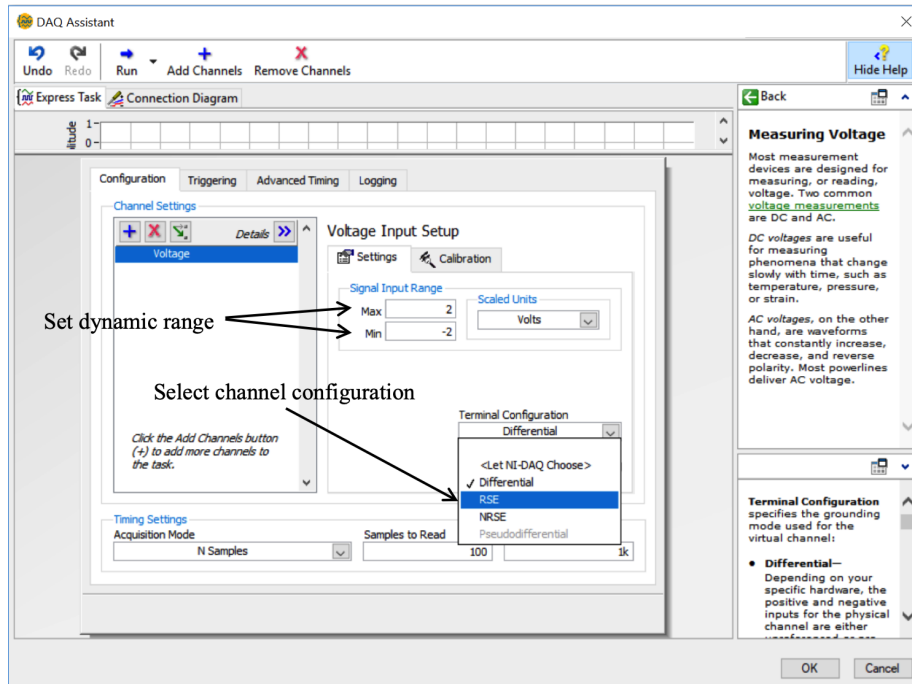 DAQ Assistant
Undo Redo Run Add Channels Remove Channels Hide Help
Express Task Connection Diagram
1-
0-
Configuration Triggering Advanced Timing Logging
Channel Settings
Details
Voltage
Click the Add Channels button
(+) to add more channels to
the task.
Voltage Input Setup
Settings Calibration
Signal Input Range
Max 2
Min -2
Scaled Units
Volts
Set dynamic range
Select channel configuration
Terminal Configuration
Differential
<Let NI-DAQ Choose>
✓ Differential
RSE
NRSE
Pseudodifferential
Timing Settings
Acquisition Mode
N Samples
Samples to Read
100
1k
Back
Measuring Voltage
Most measurement
devices are designed for
measuring, or reading,
voltage. Two common
voltage measurements
are DC and AC.
DC voltages are useful
for measuring
phenomena that change
slowly with time, such as
temperature, pressure,
or strain.
AC voltages, on the other
hand, are waveforms
that constantly increase,
decrease, and reverse
polarity. Most powerlines
deliver AC voltage.
Terminal Configuration
specifies the grounding
mode used for the
virtual channel:
• Differential—
Depending on your
specific hardware, the
positive and negative
inputs for the physical
channel are either
OK Cancel